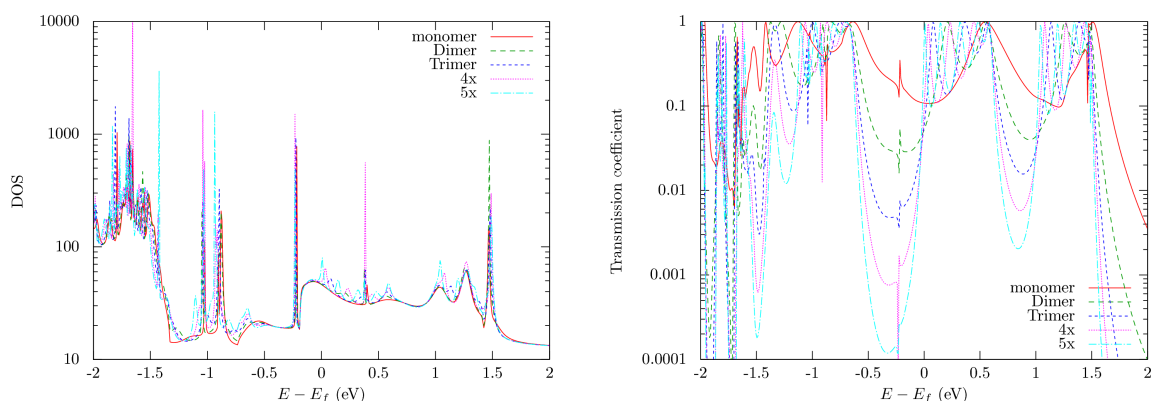 10000
1000
100
10
DOS
monomer
Dimer
Trimer
4x
5x
-2 -1.5 -1 -0.5 0 0.5 1 1.5 2
E − E_f (eV)
1
0.1
0.01
0.001
0.0001
Transmission coefficient
monomer
Dimer
Trimer
4x
5x
-2 -1.5 -1 -0.5 0 0.5 1 1.5 2
E − E_f (eV)